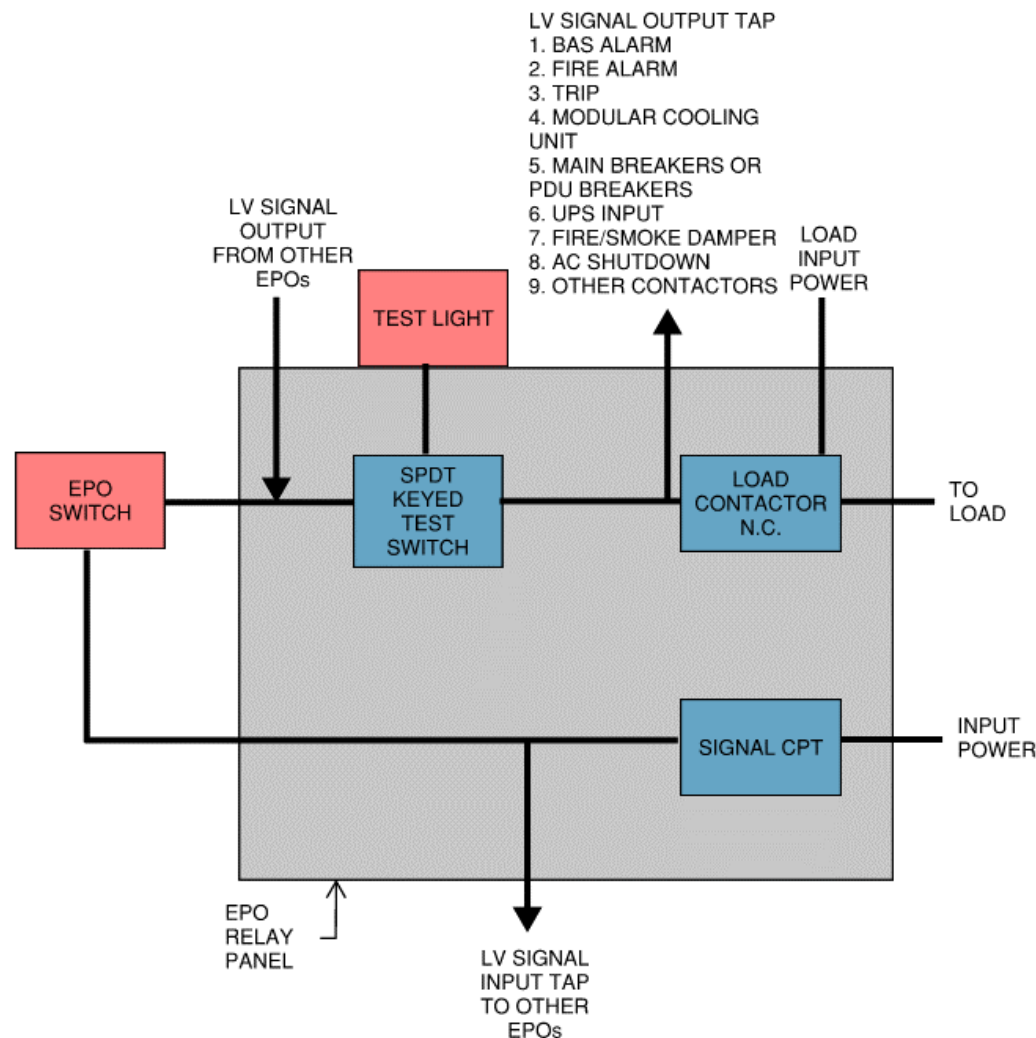 LV SIGNAL OUTPUT TAP
1. BAS ALARM
2. FIRE ALARM
3. TRIP
4. MODULAR COOLING
UNIT
5. MAIN BREAKERS OR
PDU BREAKERS
6. UPS INPUT
7. FIRE/SMOKE DAMPER
8. AC SHUTDOWN
9. OTHER CONTACTORS
LV SIGNAL
OUTPUT
FROM OTHER
EPOs
LOAD
INPUT
POWER
TEST LIGHT
EPO
SWITCH
SPDT
KEYED
TEST
SWITCH
LOAD
CONTACTOR
N.C.
TO
LOAD
SIGNAL CPT
INPUT
POWER
EPO
RELAY
PANEL
LV SIGNAL
INPUT TAP
TO OTHER
EPOs